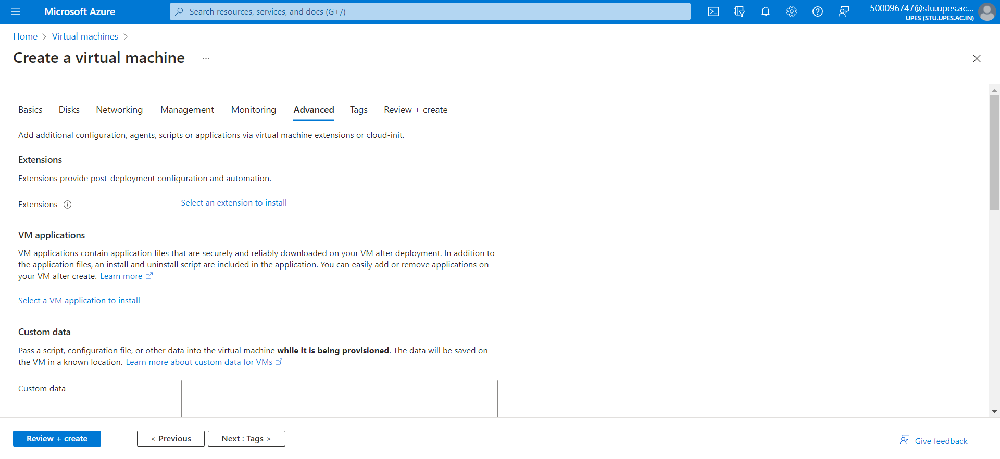 Microsoft Azure
Search resources, services, and docs (G+/)
500096747@stu.upes.ac...
UPES (STU.UPES.AC.IN)
Home > Virtual machines >
Create a virtual machine ...
Basics Disks Networking Management Monitoring Advanced Tags Review + create
Add additional configuration, agents, scripts or applications via virtual machine extensions or cloud-init.
Extensions
Extensions provide post-deployment configuration and automation.
Extensions Select an extension to install
VM applications
VM applications contain application files that are securely and reliably downloaded on your VM after deployment. In addition to
the application files, an install and uninstall script are included in the application. You can easily add or remove applications on
your VM after create. Learn more
Select a VM application to install
Custom data
Pass a script, configuration file, or other data into the virtual machine while it is being provisioned. The data will be saved on
the VM in a known location. Learn more about custom data for VMs
Custom data
Review + create < Previous Next : Tags > Give feedback